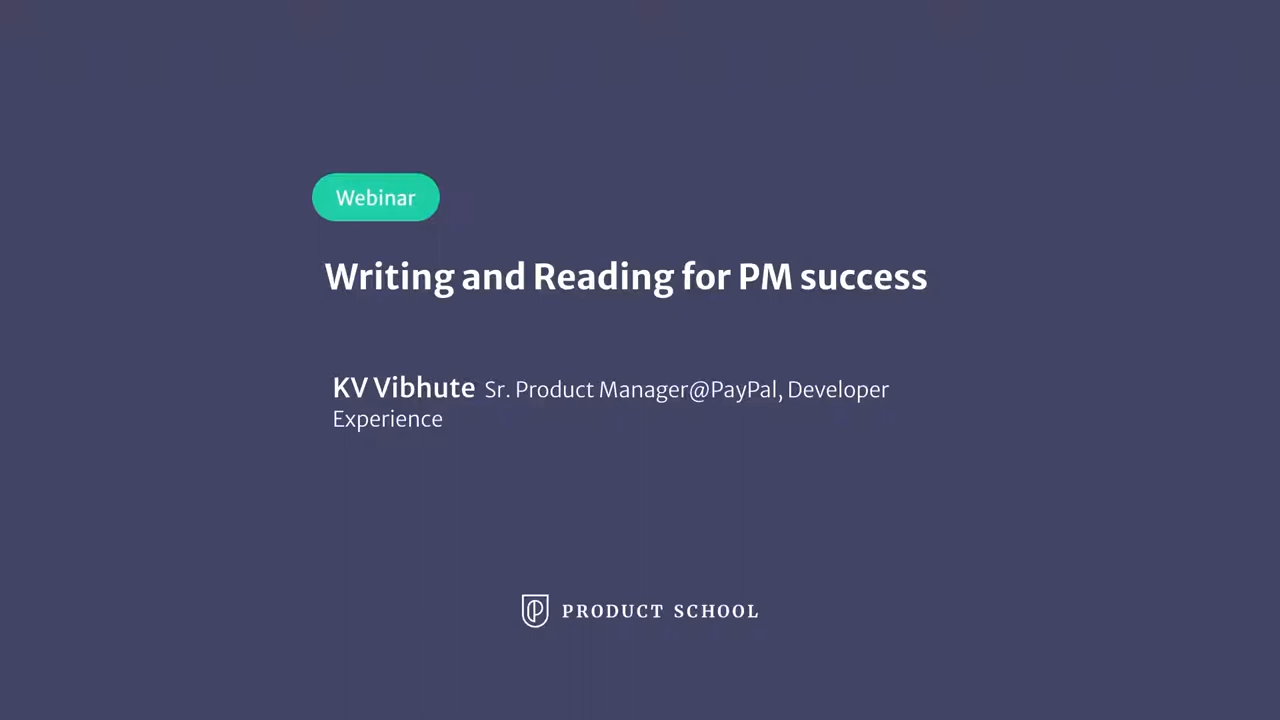 Webinar
Writing and Reading for PM success
KV Vibhute Sr. Product Manager@PayPal, Developer
Experience
PRODUCT SCHOOL